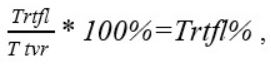 Trtfl / T tvr * 100%=Trtfl% ,